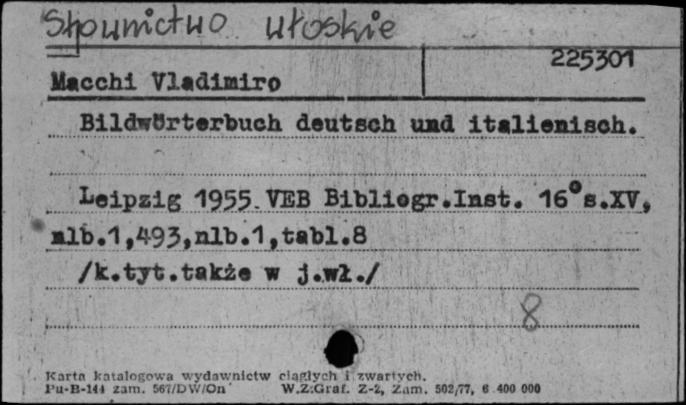 Słownictwo włoskie
225301
Macchi Vladimiro
Bildwörterbuch deutsch und italienisch.
Leipzig 1955. VEB Bibliogr.Inst. 16° s.XV,
nlb.1,493,nlb.1,tabl.8
/k.tyt.także w j.wł./
8
Karta katalogowa wydawnictw ciągłych i zwartych.
Pu-B-144 zam. 567/DW/On W.Z.Graf. Z-2, Zam. 502/77, 6 400 000